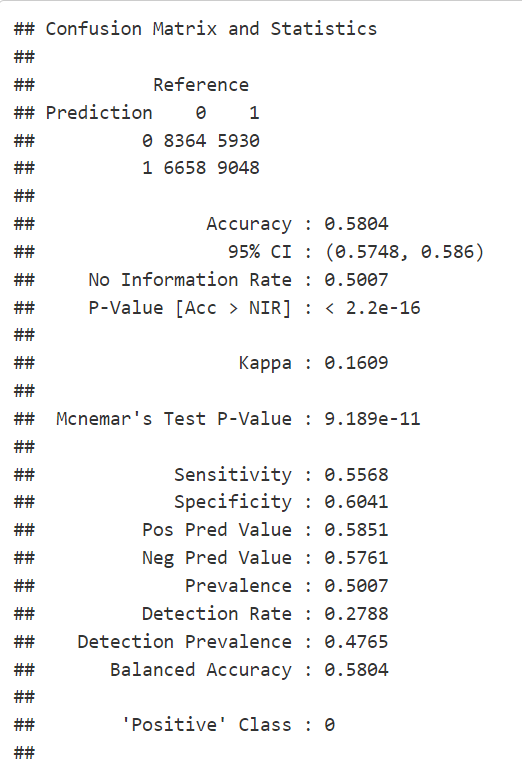 ## Confusion Matrix and Statistics
##
##           Reference
## Prediction    0    1
##          0 8364 5930
##          1 6658 9048
##
##                Accuracy : 0.5804
##                  95% CI : (0.5748, 0.586)
##     No Information Rate : 0.5007
##     P-Value [Acc > NIR] : < 2.2e-16
##
##                   Kappa : 0.1609
##
##  Mcnemar's Test P-Value : 9.189e-11
##
##             Sensitivity : 0.5568
##             Specificity : 0.6041
##          Pos Pred Value : 0.5851
##          Neg Pred Value : 0.5761
##              Prevalence : 0.5007
##          Detection Rate : 0.2788
##    Detection Prevalence : 0.4765
##       Balanced Accuracy : 0.5804
##
##        'Positive' Class : 0
##